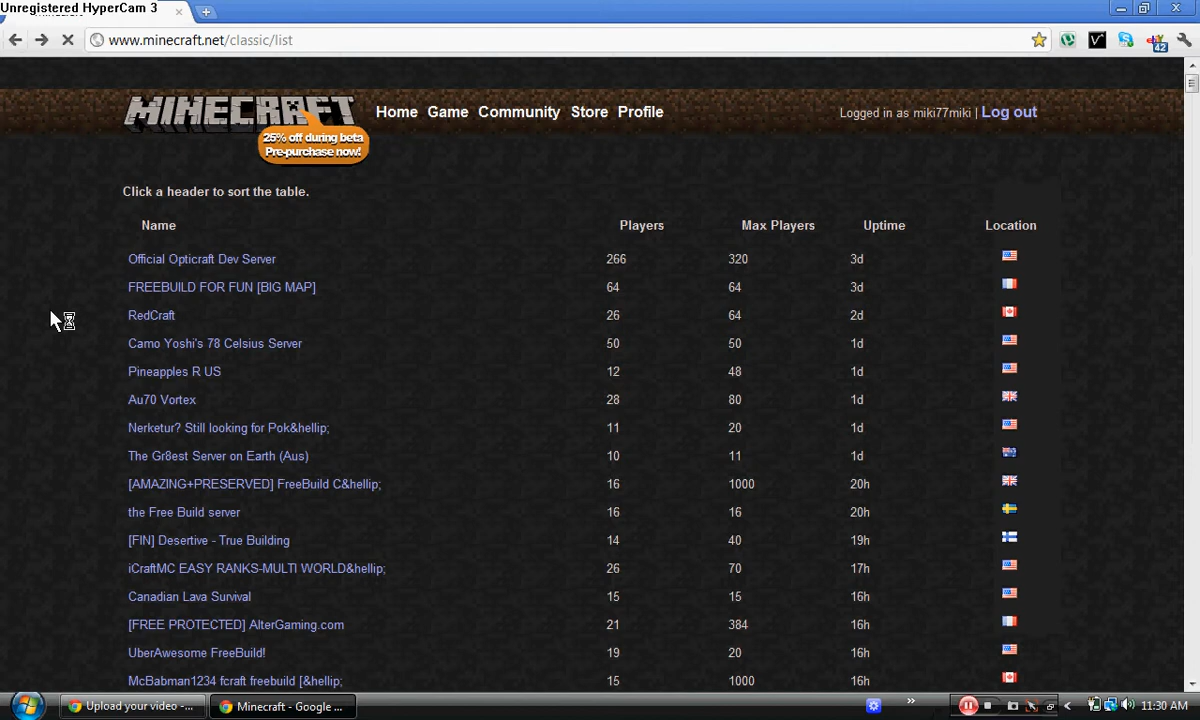 Unregistered HyperCam 3
www.minecraft.net/classic/list
42
MINECRAFT
25% off during beta
Pre-purchase now!
Home Game Community Store Profile
Logged in as miki77miki | Log out
Click a header to sort the table.
Name Players Max Players Uptime Location
Official Opticraft Dev Server 266 320 3d
FREEBUILD FOR FUN [BIG MAP] 64 64 3d
RedCraft 26 64 2d
Camo Yoshi's 78 Celsius Server 50 50 1d
Pineapples R US 12 48 1d
Au70 Vortex 28 80 1d
Nerketur? Still looking for Pok&hellip; 11 20 1d
The Gr8est Server on Earth (Aus) 10 11 1d
[AMAZING+PRESERVED] FreeBuild C&hellip; 16 1000 20h
the Free Build server 16 16 20h
[FIN] Desertive - True Building 14 40 19h
iCraftMC EASY RANKS-MULTI WORLD&hellip; 26 70 17h
Canadian Lava Survival 15 15 16h
[FREE PROTECTED] AlterGaming.com 21 384 16h
UberAwesome FreeBuild! 19 20 16h
McBabman1234 fcraft freebuild [&hellip; 15 1000 16h
Upload your video -... Minecraft - Google ... 11:30 AM